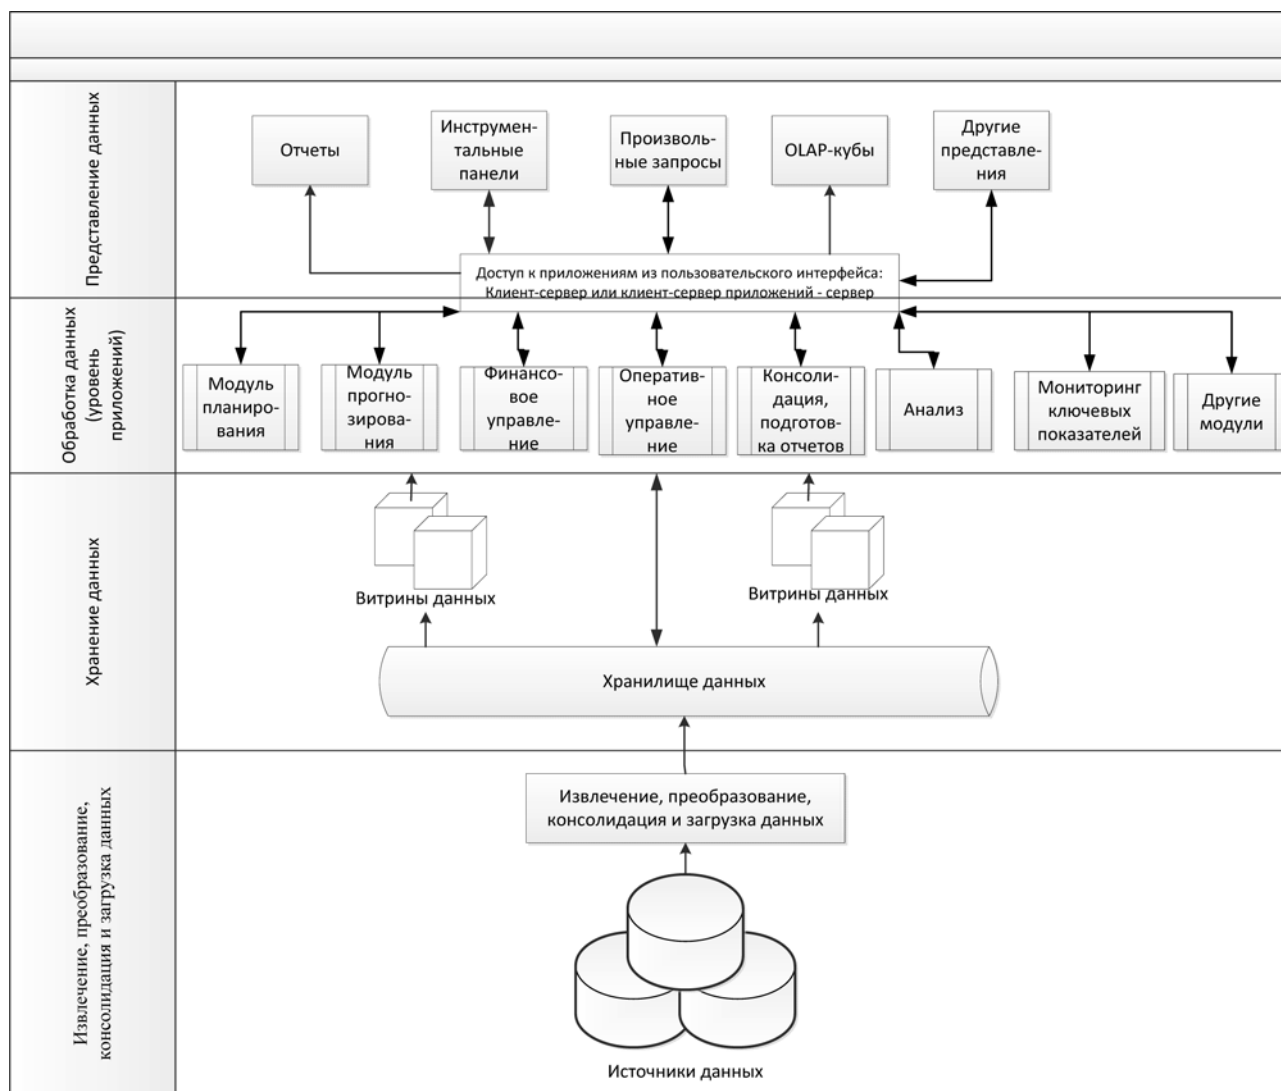 Представление данных
Отчеты
Инструмен-
тальные
панели
Произволь-
ные запросы
OLAP-кубы
Другие
представле-
ния
Доступ к приложениям из пользовательского интерфейса:
Клиент-сервер или клиент-сервер приложений - сервер
Обработка данных
(уровень
приложений)
Модуль
планиро-
вания
Модуль
прогно-
зирова-
ния
Финансо-
вое
управле-
ние
Оператив-
ное
управле-
ние
Консоли-
дация,
подготов-
ка отчетов
Анализ
Мониторинг
ключевых
показателей
Другие
модули
Хранение данных
Витрины данных
Витрины данных
Хранилище данных
Извлечение, преобразование,
консолидация и загрузка данных
Извлечение, преобразование,
консолидация и загрузка данных
Источники данных